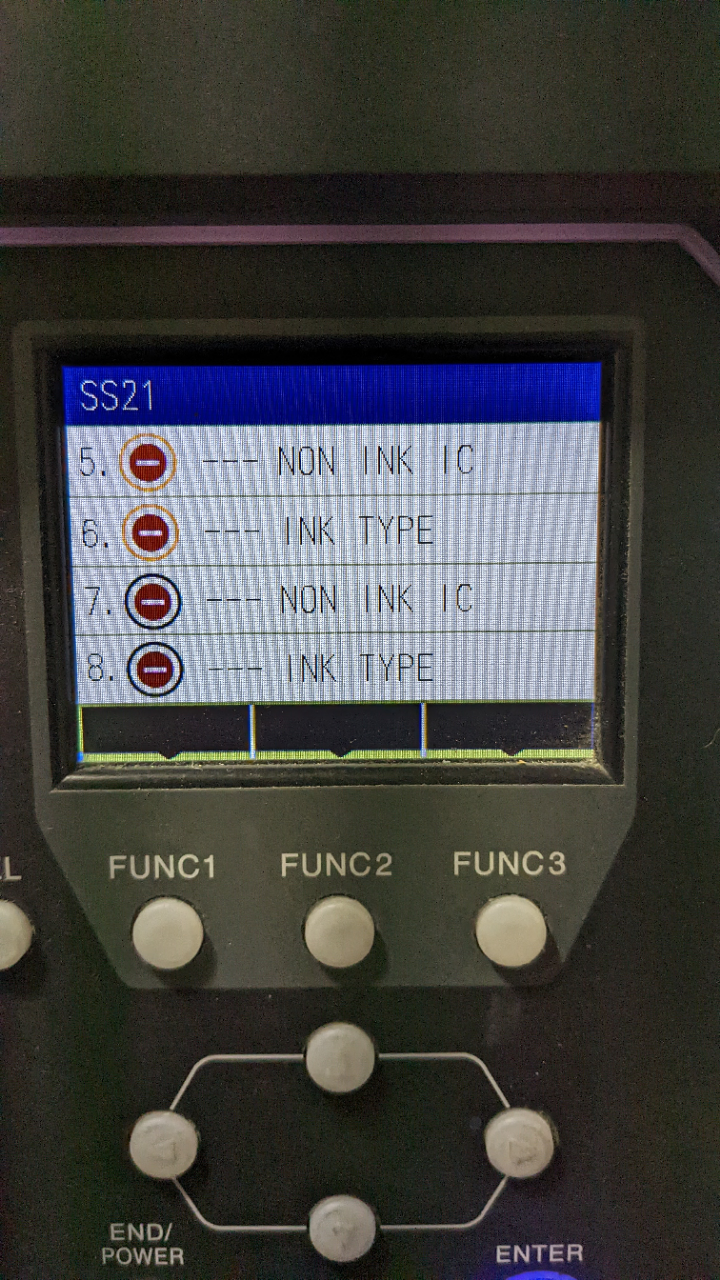 SS21
5. --- NON INK IC
6. --- INK TYPE
7. --- NON INK IC
8. --- INK TYPE
EL
FUNC1 FUNC2 FUNC3
END/
POWER
ENTER